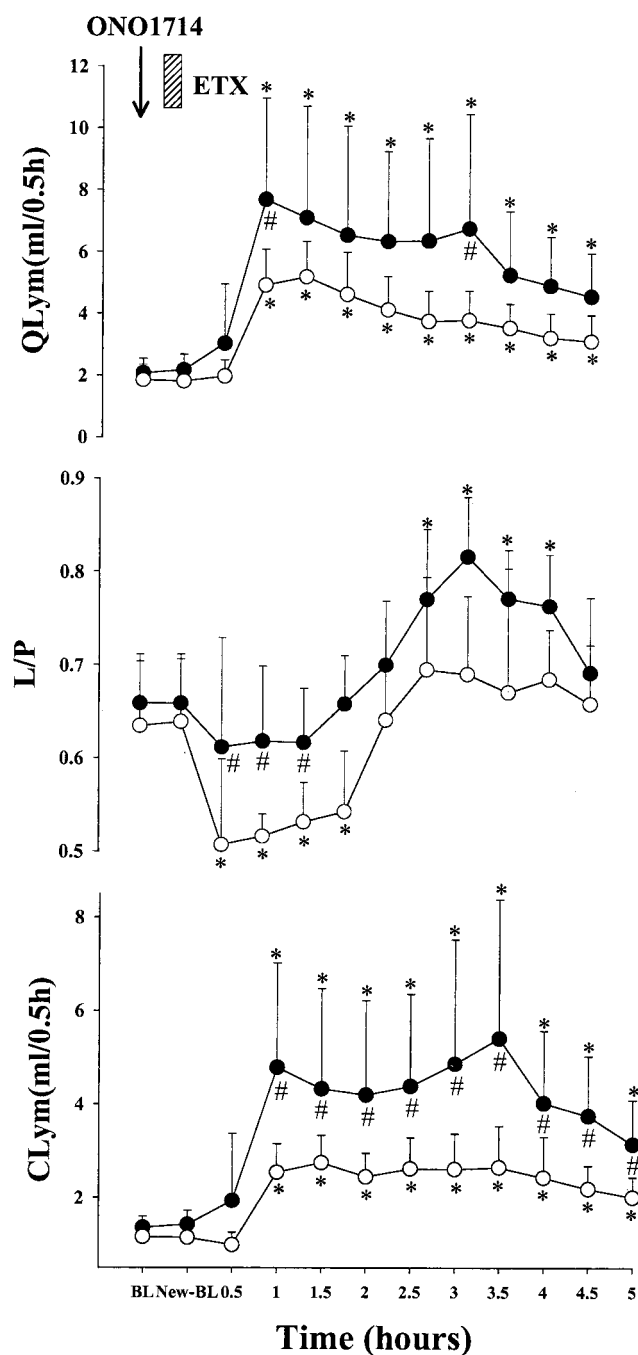 ONO1714
ETX
12
10
8
6
4
2
0
QLym(ml/0.5h)
* * * * * * * * *
# #
* * * * * * * * *
0.9
0.8
0.7
0.6
0.5
L/P
* * * *
# # #
* * * *
8
6
4
2
CLym(ml/0.5h)
* * * * * * * * *
# # # # # # # # #
* * * * * * * * *
BL New-BL 0.5 1 1.5 2 2.5 3 3.5 4 4.5 5
Time (hours)